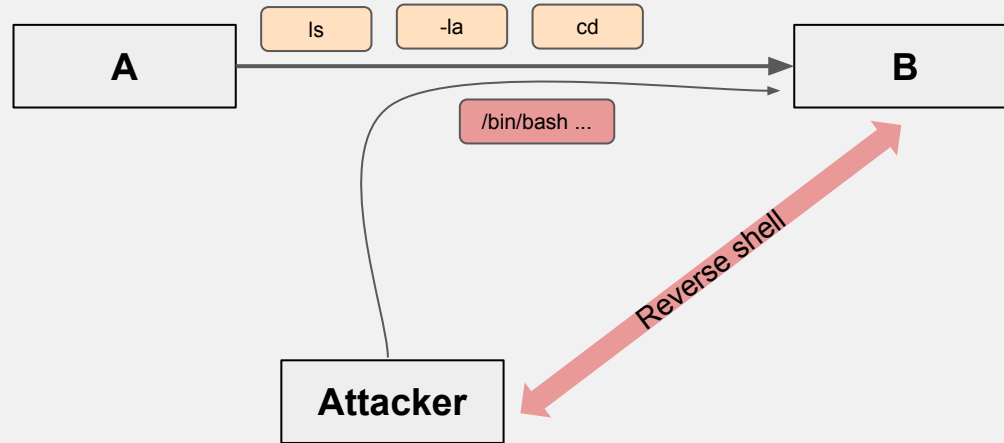 ls
-la
cd
A
B
/bin/bash ...
Reverse shell
Attacker